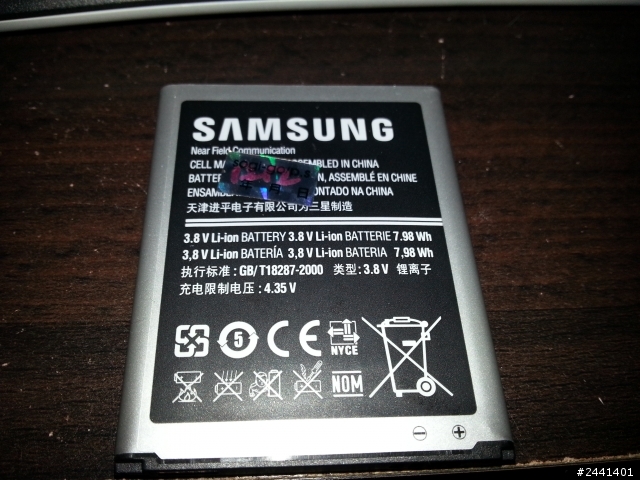 SAMSUNG
Near Field Communication
CELL MA EMBLED IN CHINA
BATTER N, ASSEMBLÉ EN CHINE
ENSAMBL ONTADO NA CHINA
天津进平电子有限公司为三星制造
3.8 V Li-ion BATTERY 3.8 V Li-ion BATTERIE 7.98 Wh
3,8 V Li-ion BATERÍA 3,8 V Li-ion BATERIA 7,98 Wh
执行标准 : GB/T18287-2000 类型 : 3.8 V 锂离子
充电限制电压 : 4.35 V
5 CE NYCE
NOM
#2441401